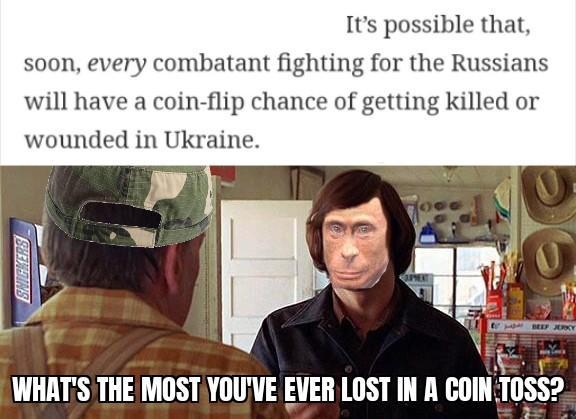 It’s possible that,
soon, every combatant fighting for the Russians
will have a coin-flip chance of getting killed or
wounded in Ukraine.
SNICKERS
BEEF JERKY
WHAT'S THE MOST YOU'VE EVER LOST IN A COIN TOSS?